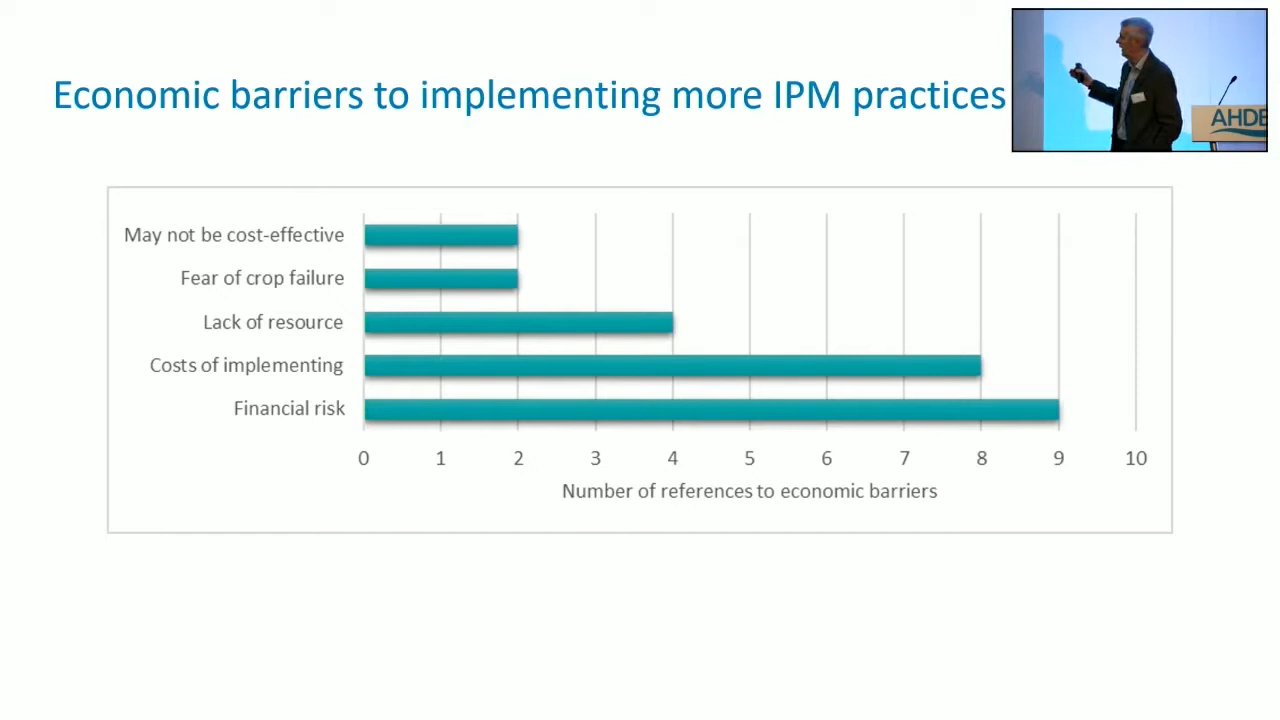 Economic barriers to implementing more IPM practices
AHDB
May not be cost-effective
Fear of crop failure
Lack of resource
Costs of implementing
Financial risk
0 1 2 3 4 5 6 7 8 9 10
Number of references to economic barriers